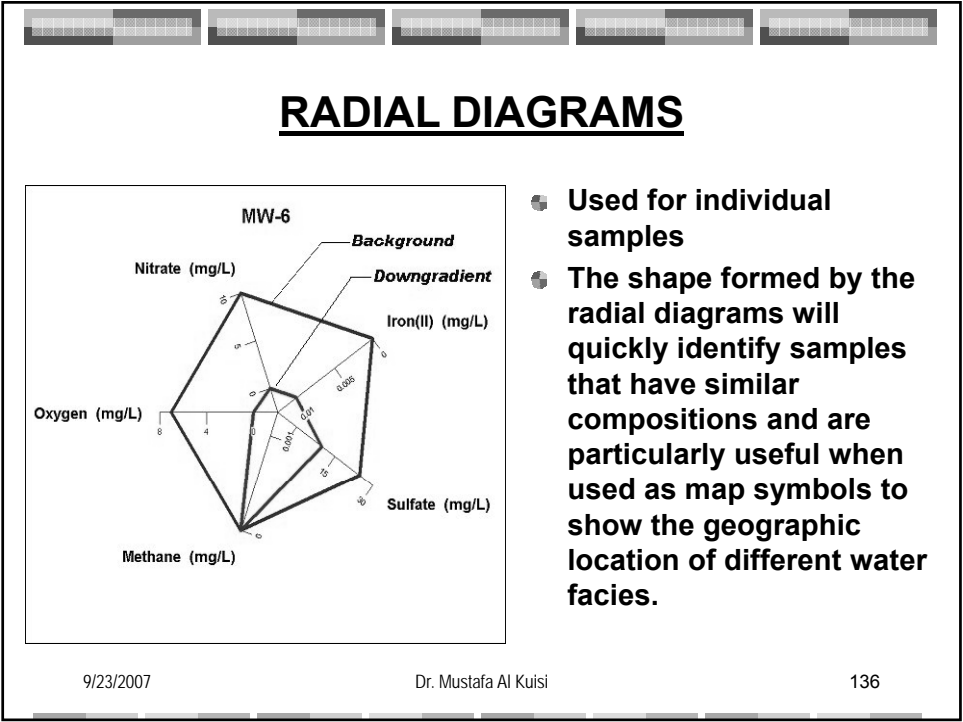 RADIAL DIAGRAMS
MW-6
Background
Downgradient
Nitrate (mg/L)
10
5
0
Iron(II) (mg/L)
0
0.005
0.01
Oxygen (mg/L)
8
4
0
0.001
15
30
Sulfate (mg/L)
0
Methane (mg/L)
Used for individual
samples
The shape formed by the
radial diagrams will
quickly identify samples
that have similar
compositions and are
particularly useful when
used as map symbols to
show the geographic
location of different water
facies.
9/23/2007
Dr. Mustafa Al Kuisi
136